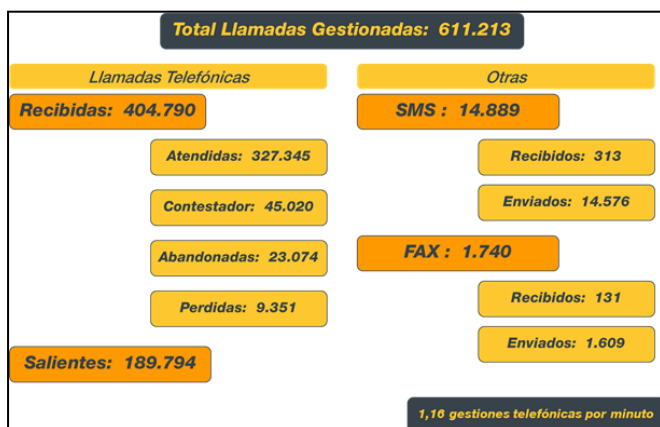 Total Llamadas Gestionadas: 611.213
Llamadas Telefónicas
Recibidas: 404.790
Atendidas: 327.345
Contestador: 45.020
Abandonadas: 23.074
Perdidas: 9.351
Salientes: 189.794
Otras
SMS : 14.889
Recibidos: 313
Enviados: 14.576
FAX : 1.740
Recibidos: 131
Enviados: 1.609
1,16 gestiones telefónicas por minuto